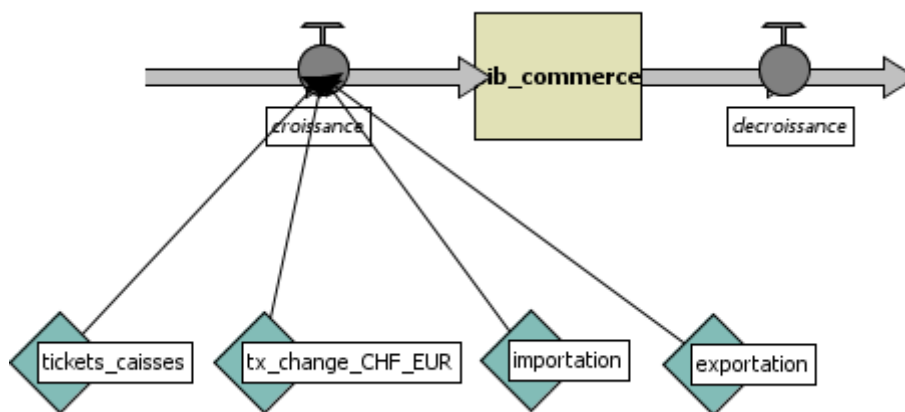 ib_commerce
croissance
decroissance
tickets_caisses
tx_change_CHF_EUR
importation
exportation